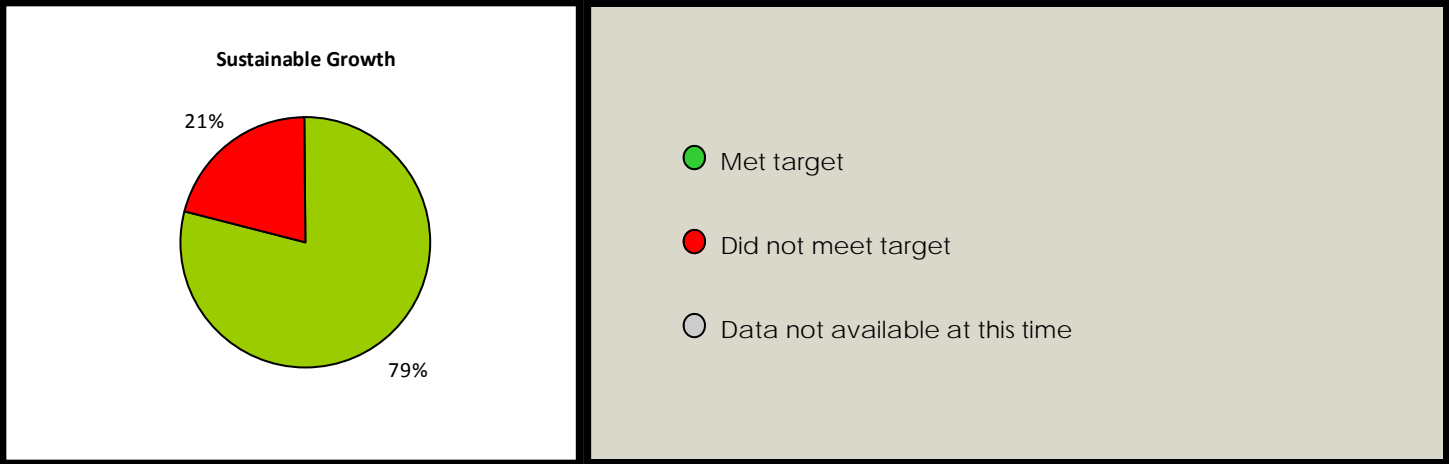 Sustainable Growth
21%
79%
Met target
Did not meet target
Data not available at this time